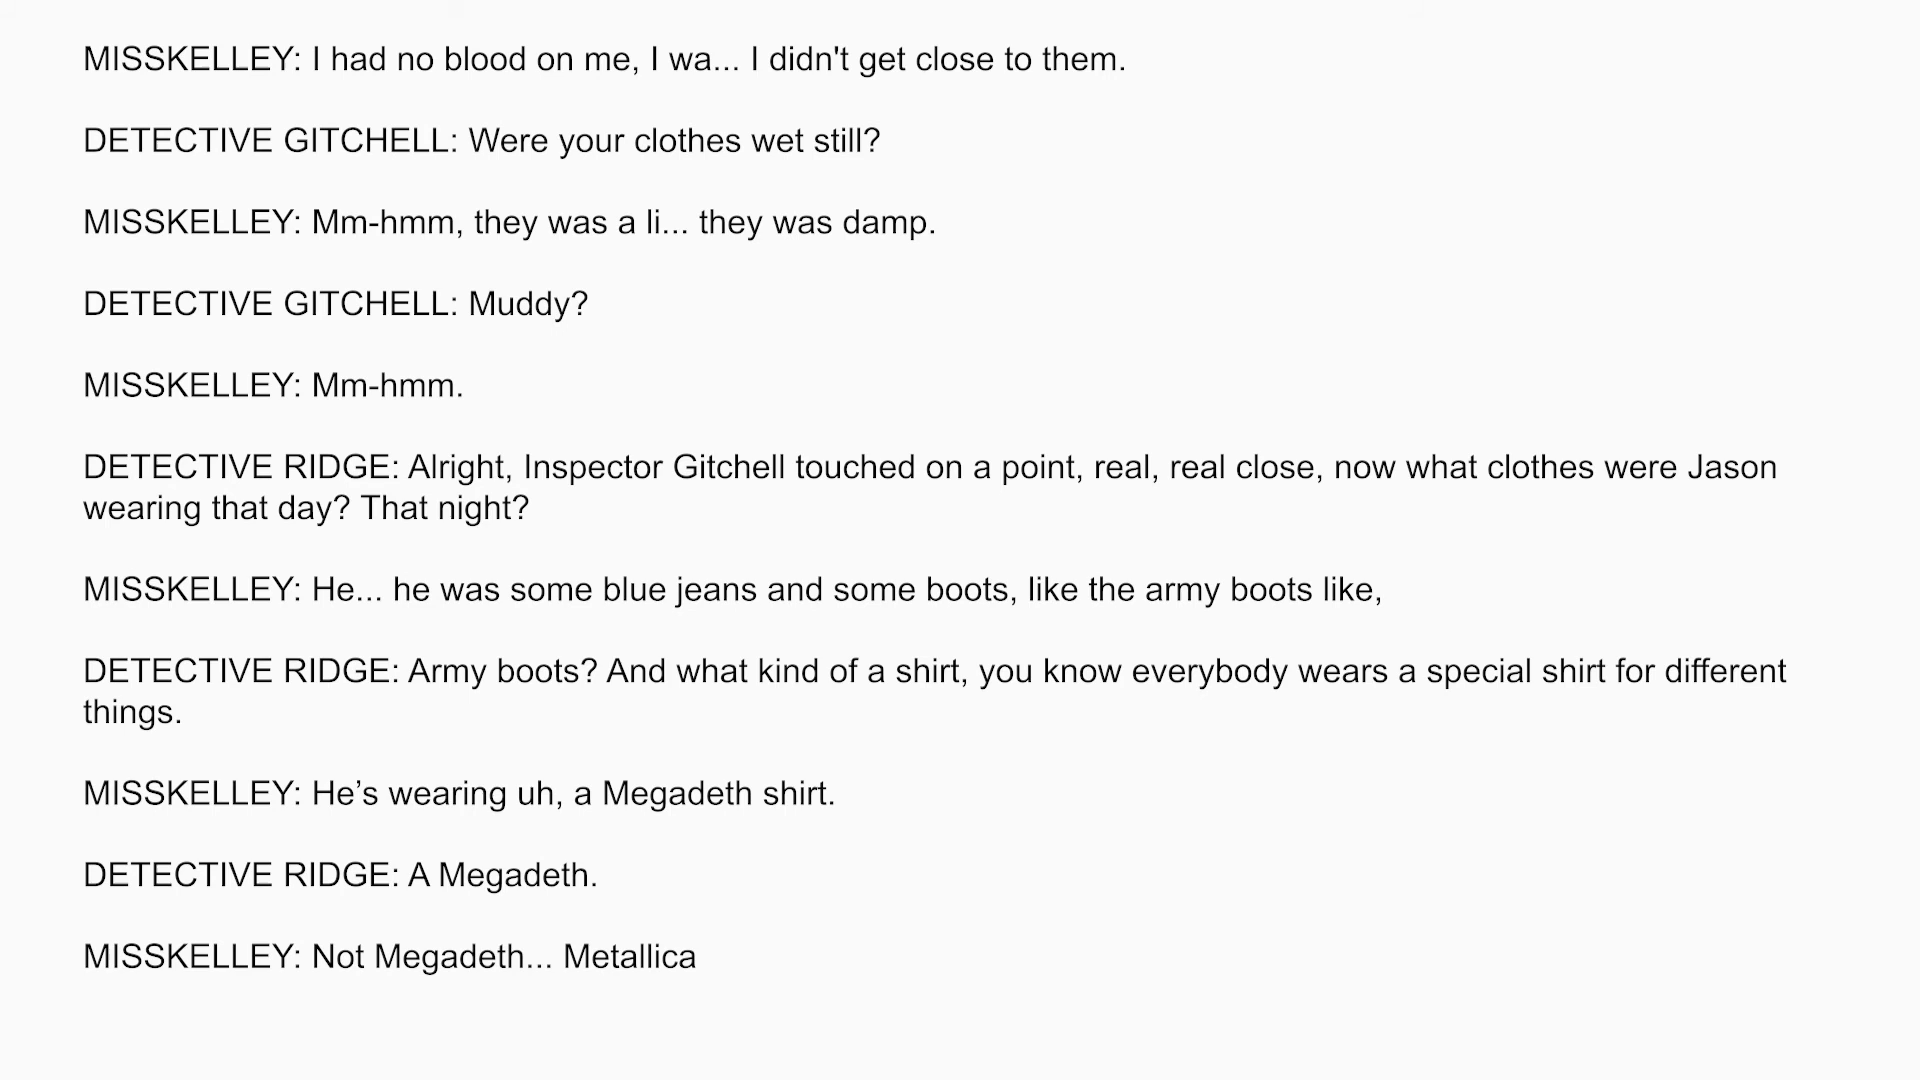 MISSKELLEY: I had no blood on me, I wa... I didn't get close to them.
DETECTIVE GITCHELL: Were your clothes wet still?
MISSKELLEY: Mm-hmm, they was a li... they was damp.
DETECTIVE GITCHELL: Muddy?
MISSKELLEY: Mm-hmm.
DETECTIVE RIDGE: Alright, Inspector Gitchell touched on a point, real, real close, now what clothes were Jason
wearing that day? That night?
MISSKELLEY: He... he was some blue jeans and some boots, like the army boots like,
DETECTIVE RIDGE: Army boots? And what kind of a shirt, you know everybody wears a special shirt for different
things.
MISSKELLEY: He’s wearing uh, a Megadeth shirt.
DETECTIVE RIDGE: A Megadeth.
MISSKELLEY: Not Megadeth... Metallica